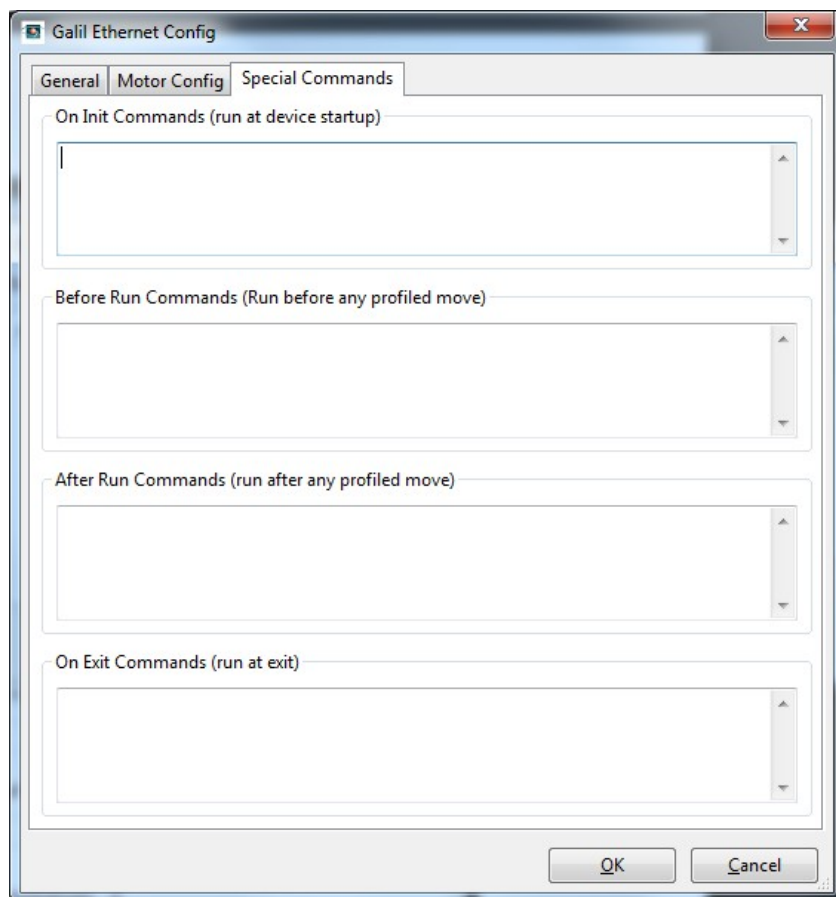 Galil Ethernet Config
General
Motor Config
Special Commands
On Init Commands (run at device startup)
Before Run Commands (Run before any profiled move)
After Run Commands (run after any profiled move)
On Exit Commands (run at exit)
OK
Cancel